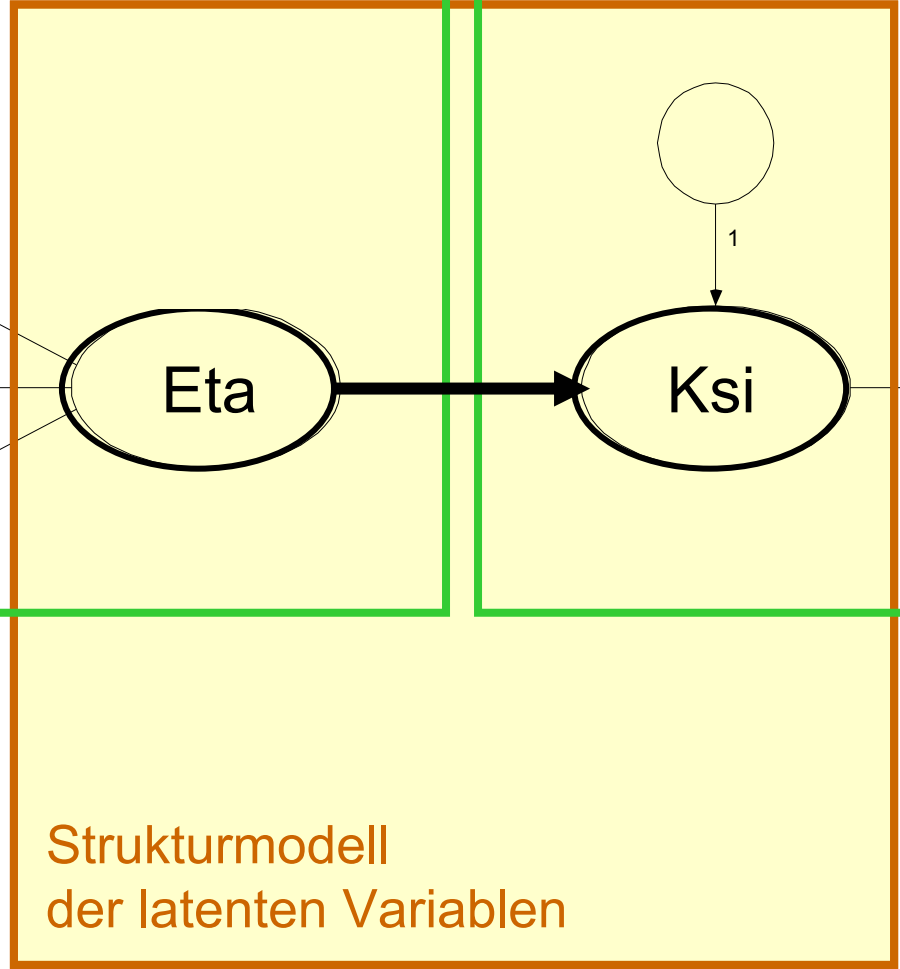 1
Eta
Ksi
Strukturmodell
der latenten Variablen